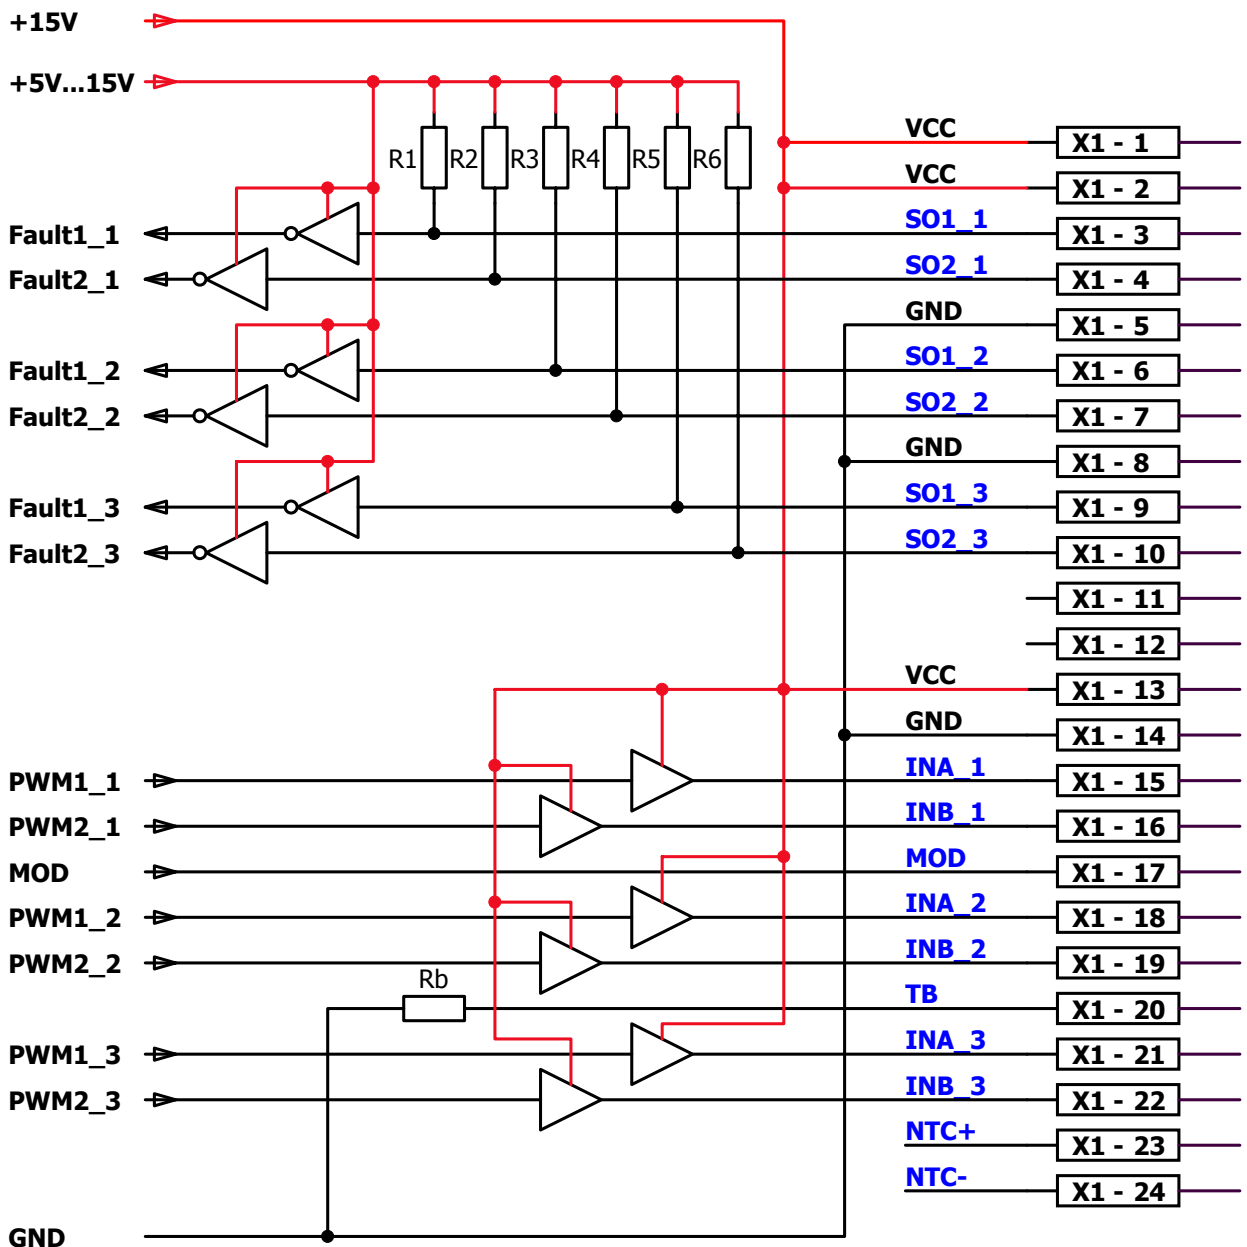 +15V
+5V...15V
VCC X1 - 1
R1 R2 R3 R4 R5 R6
VCC X1 - 2
Fault1_1 SO1_1 X1 - 3
Fault2_1 SO2_1 X1 - 4
GND X1 - 5
Fault1_2 SO1_2 X1 - 6
Fault2_2 SO2_2 X1 - 7
GND X1 - 8
Fault1_3 SO1_3 X1 - 9
Fault2_3 SO2_3 X1 - 10
X1 - 11
X1 - 12
VCC X1 - 13
GND X1 - 14
PWM1_1 INA_1 X1 - 15
PWM2_1 INB_1 X1 - 16
MOD MOD X1 - 17
PWM1_2 INA_2 X1 - 18
PWM2_2 INB_2 X1 - 19
Rb TB X1 - 20
PWM1_3 INA_3 X1 - 21
PWM2_3 INB_3 X1 - 22
NTC+ X1 - 23
NTC- X1 - 24
GND